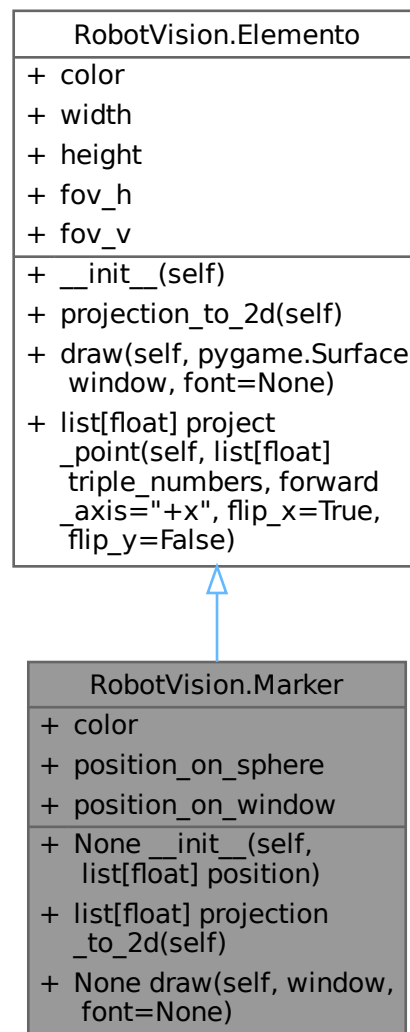 RobotVision.Elemento
+ color
+ width
+ height
+ fov_h
+ fov_v
+ __init__(self)
+ projection_to_2d(self)
+ draw(self, pygame.Surface
window, font=None)
+ list[float] project
_point(self, list[float]
triple_numbers, forward
_axis="+x", flip_x=True,
flip_y=False)
RobotVision.Marker
+ color
+ position_on_sphere
+ position_on_window
+ None __init__(self,
list[float] position)
+ list[float] projection
_to_2d(self)
+ None draw(self, window,
font=None)